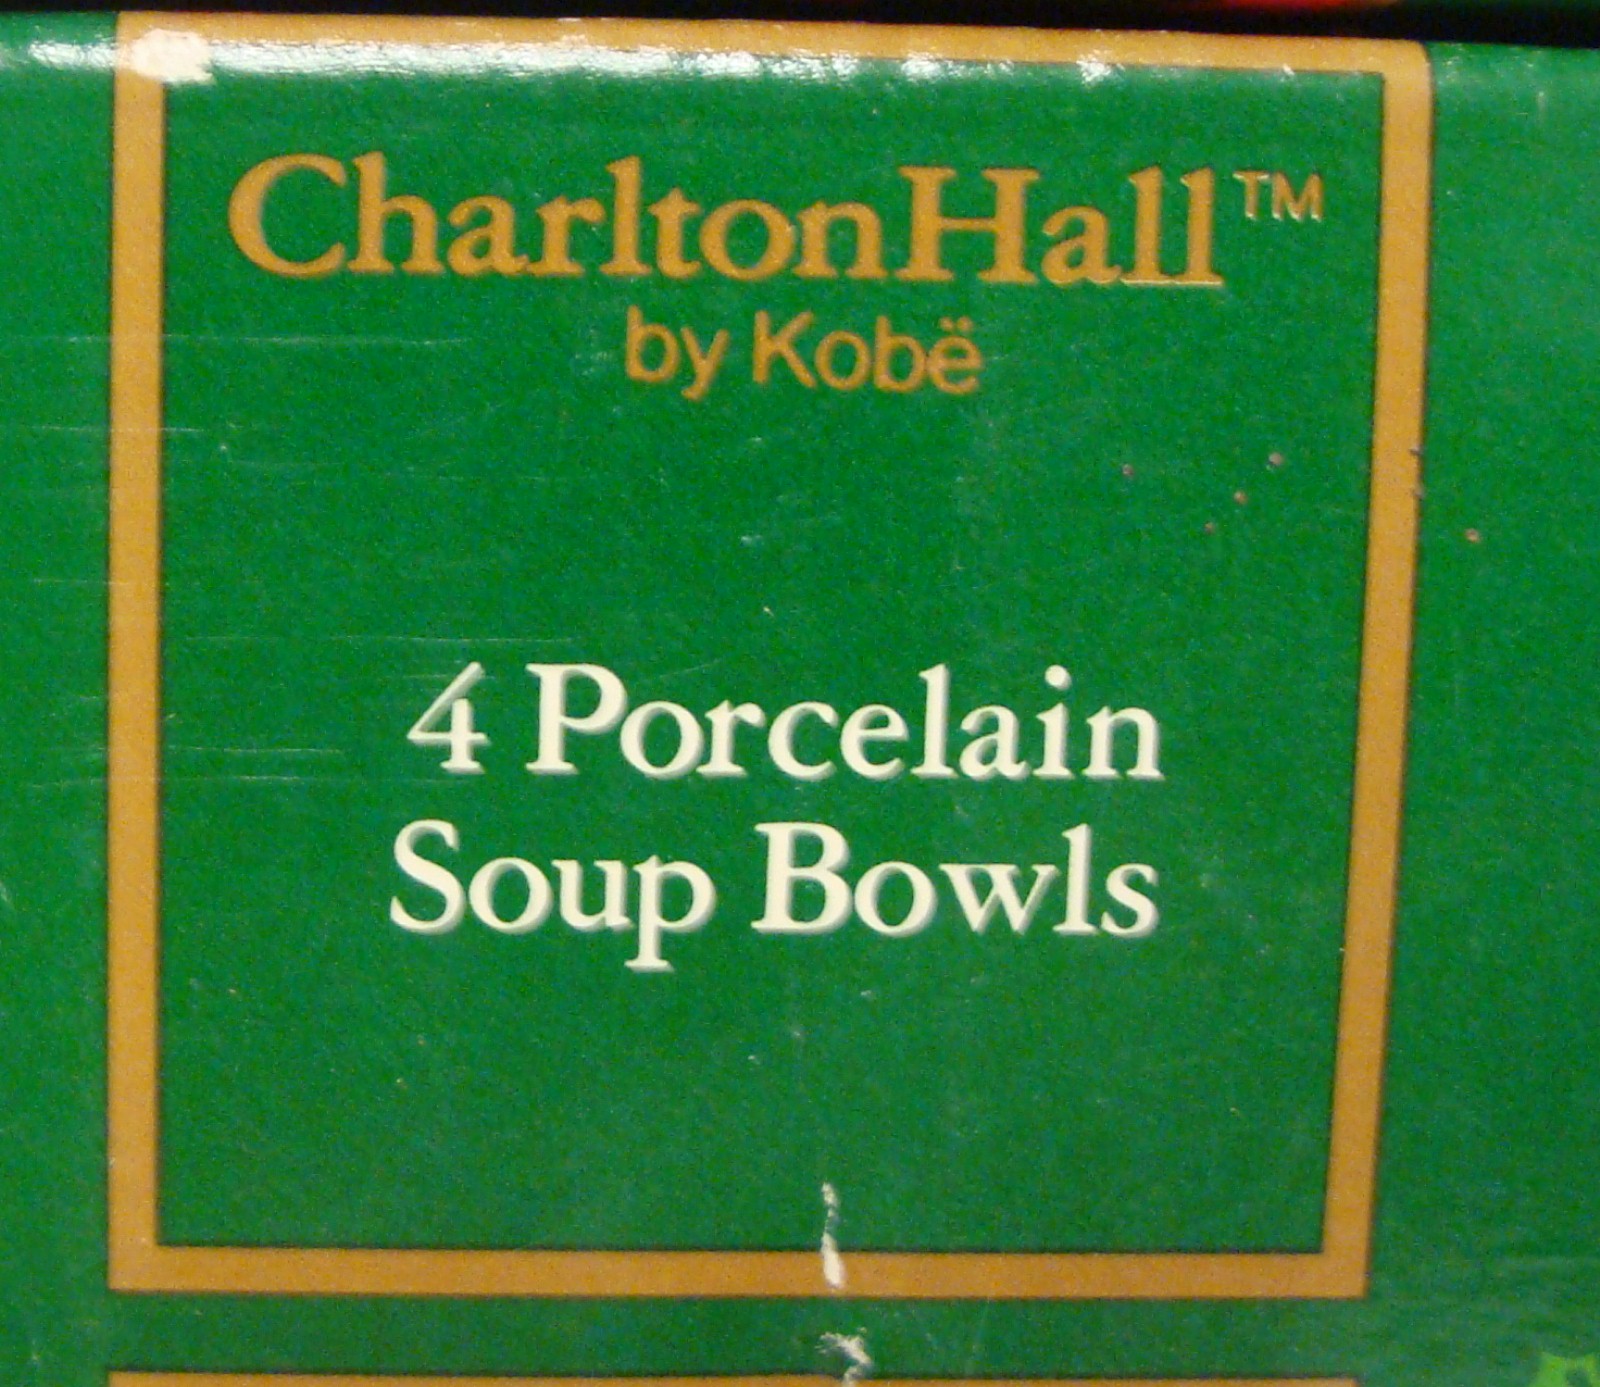 CharltonHall™
by Kobë
4 Porcelain
Soup Bowls